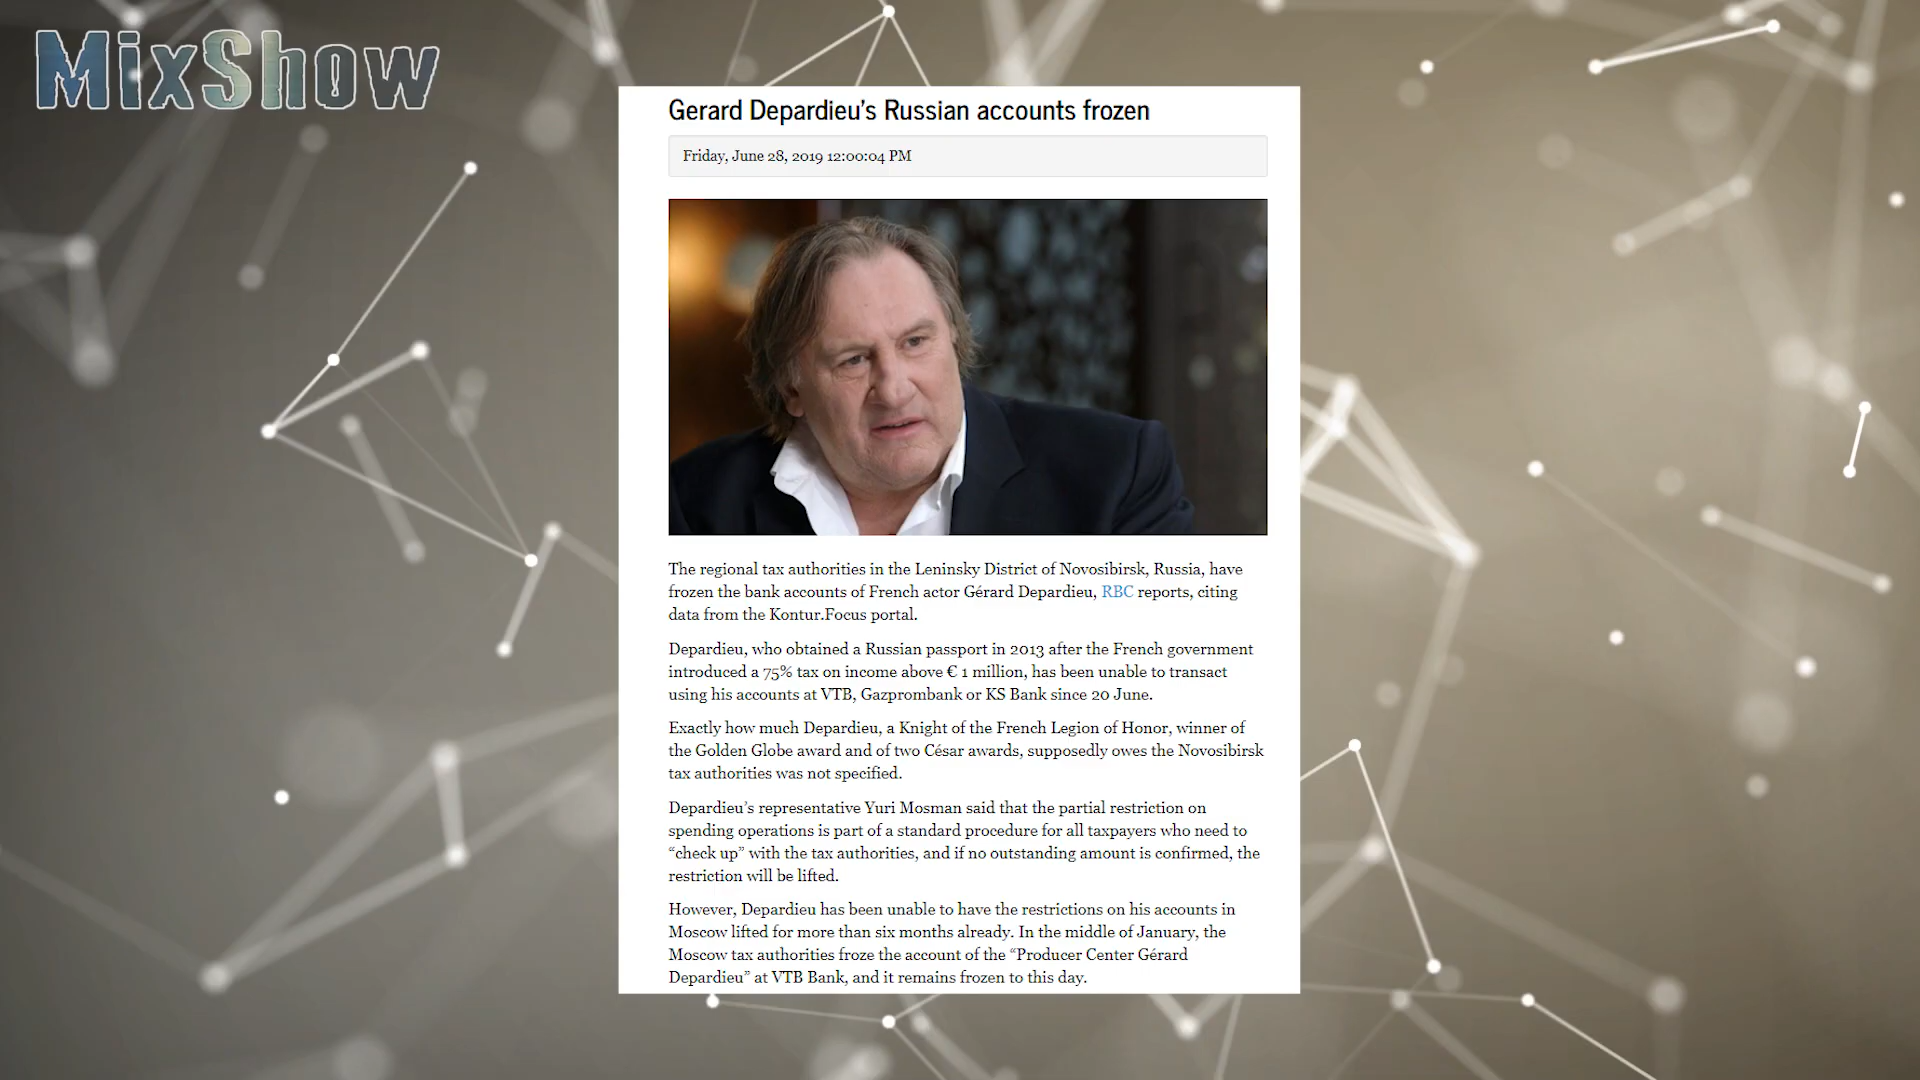 MixShow
Gerard Depardieu’s Russian accounts frozen
Friday, June 28, 2019 12:00:04 PM
The regional tax authorities in the Leninsky District of Novosibirsk, Russia, have
frozen the bank accounts of French actor Gérard Depardieu, RBC reports, citing
data from the Kontur.Focus portal.
Depardieu, who obtained a Russian passport in 2013 after the French government
introduced a 75% tax on income above € 1 million, has been unable to transact
using his accounts at VTB, Gazprombank or KS Bank since 20 June.
Exactly how much Depardieu, a Knight of the French Legion of Honor, winner of
the Golden Globe award and of two César awards, supposedly owes the Novosibirsk
tax authorities was not specified.
Depardieu’s representative Yuri Mosman said that the partial restriction on
spending operations is part of a standard procedure for all taxpayers who need to
“check up” with the tax authorities, and if no outstanding amount is confirmed, the
restriction will be lifted.
However, Depardieu has been unable to have the restrictions on his accounts in
Moscow lifted for more than six months already. In the middle of January, the
Moscow tax authorities froze the account of the “Producer Center Gérard
Depardieu” at VTB Bank, and it remains frozen to this day.